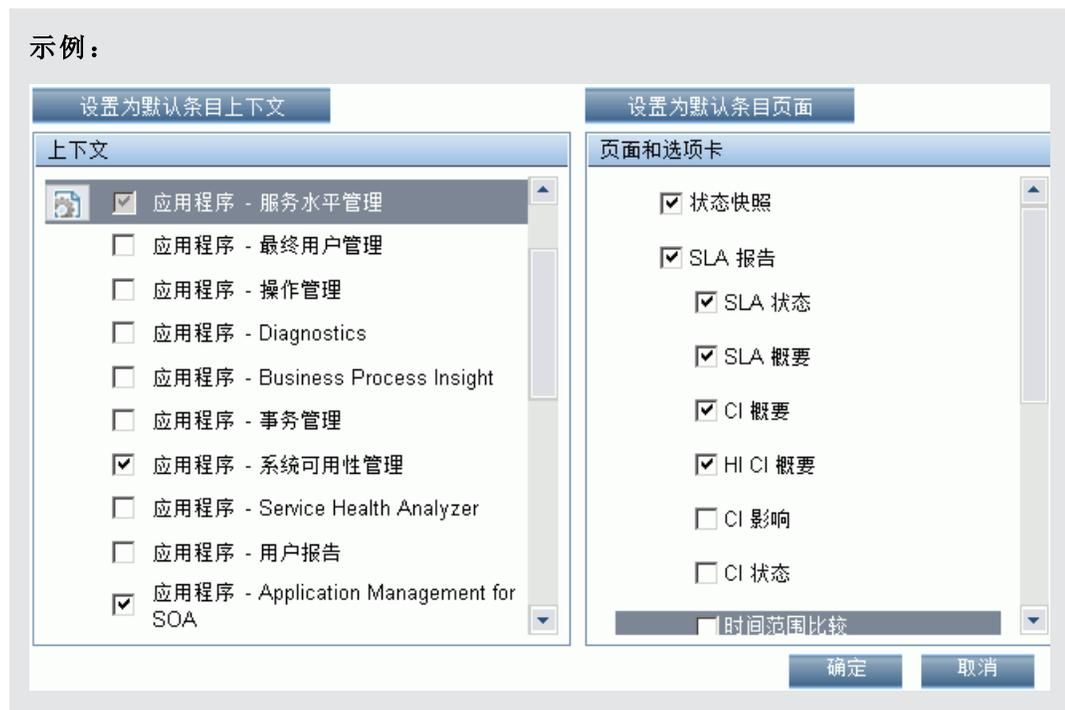 示例：
设置为默认条目上下文
设置为默认条目页面
上下文
应用程序 - 服务水平管理
应用程序 - 最终用户管理
应用程序 - 操作管理
应用程序 - Diagnostics
应用程序 - Business Process Insight
应用程序 - 事务管理
应用程序 - 系统可用性管理
应用程序 - Service Health Analyzer
应用程序 - 用户报告
应用程序 - Application Management for
SOA
页面和选项卡
状态快照
SLA 报告
SLA 状态
SLA 概要
CI 概要
HI CI 概要
CI 影响
CI 状态
时间范围比较
确定
取消